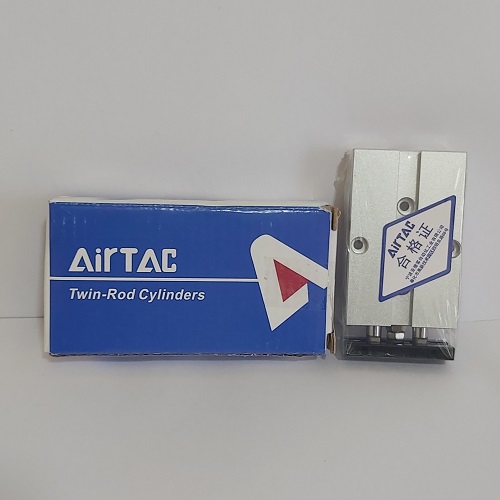 AirTAC
Twin-Rod Cylinders
AirTAC
合格证